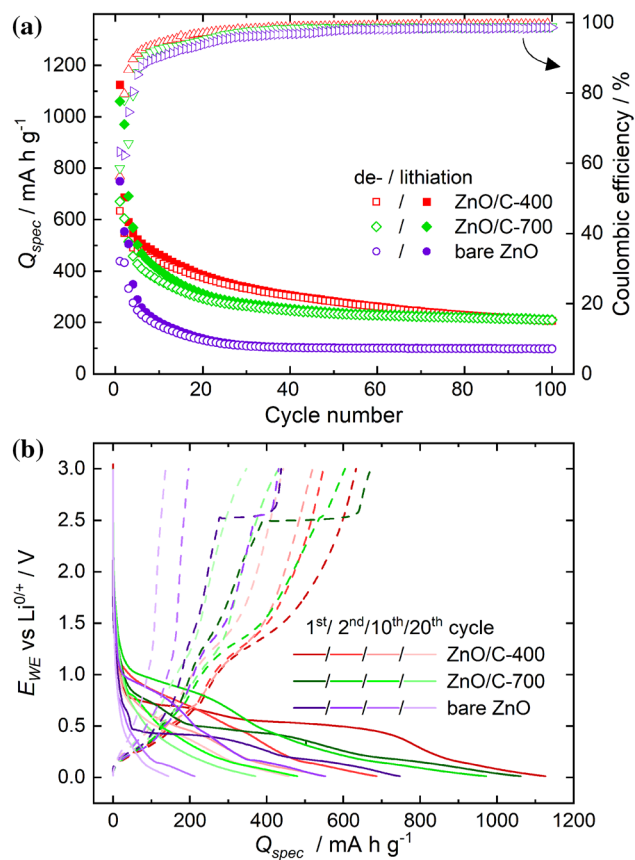 (a)
1200
1000
800
600
400
200
0
Q_spec / mA h g⁻¹
100
80
60
40
20
0
Coulombic efficiency / %
de- / lithiation
/ ZnO/C-400
/ ZnO/C-700
/ bare ZnO
0 20 40 60 80 100
Cycle number
(b)
3.0
2.5
2.0
1.5
1.0
0.5
0.0
E_WE vs Li⁰/⁺ / V
1ˢᵗ/ 2ⁿᵈ/10ᵗʰ/20ᵗʰ cycle
/ / / ZnO/C-400
/ / / ZnO/C-700
/ / / bare ZnO
0 200 400 600 800 1000 1200
Q_spec / mA h g⁻¹